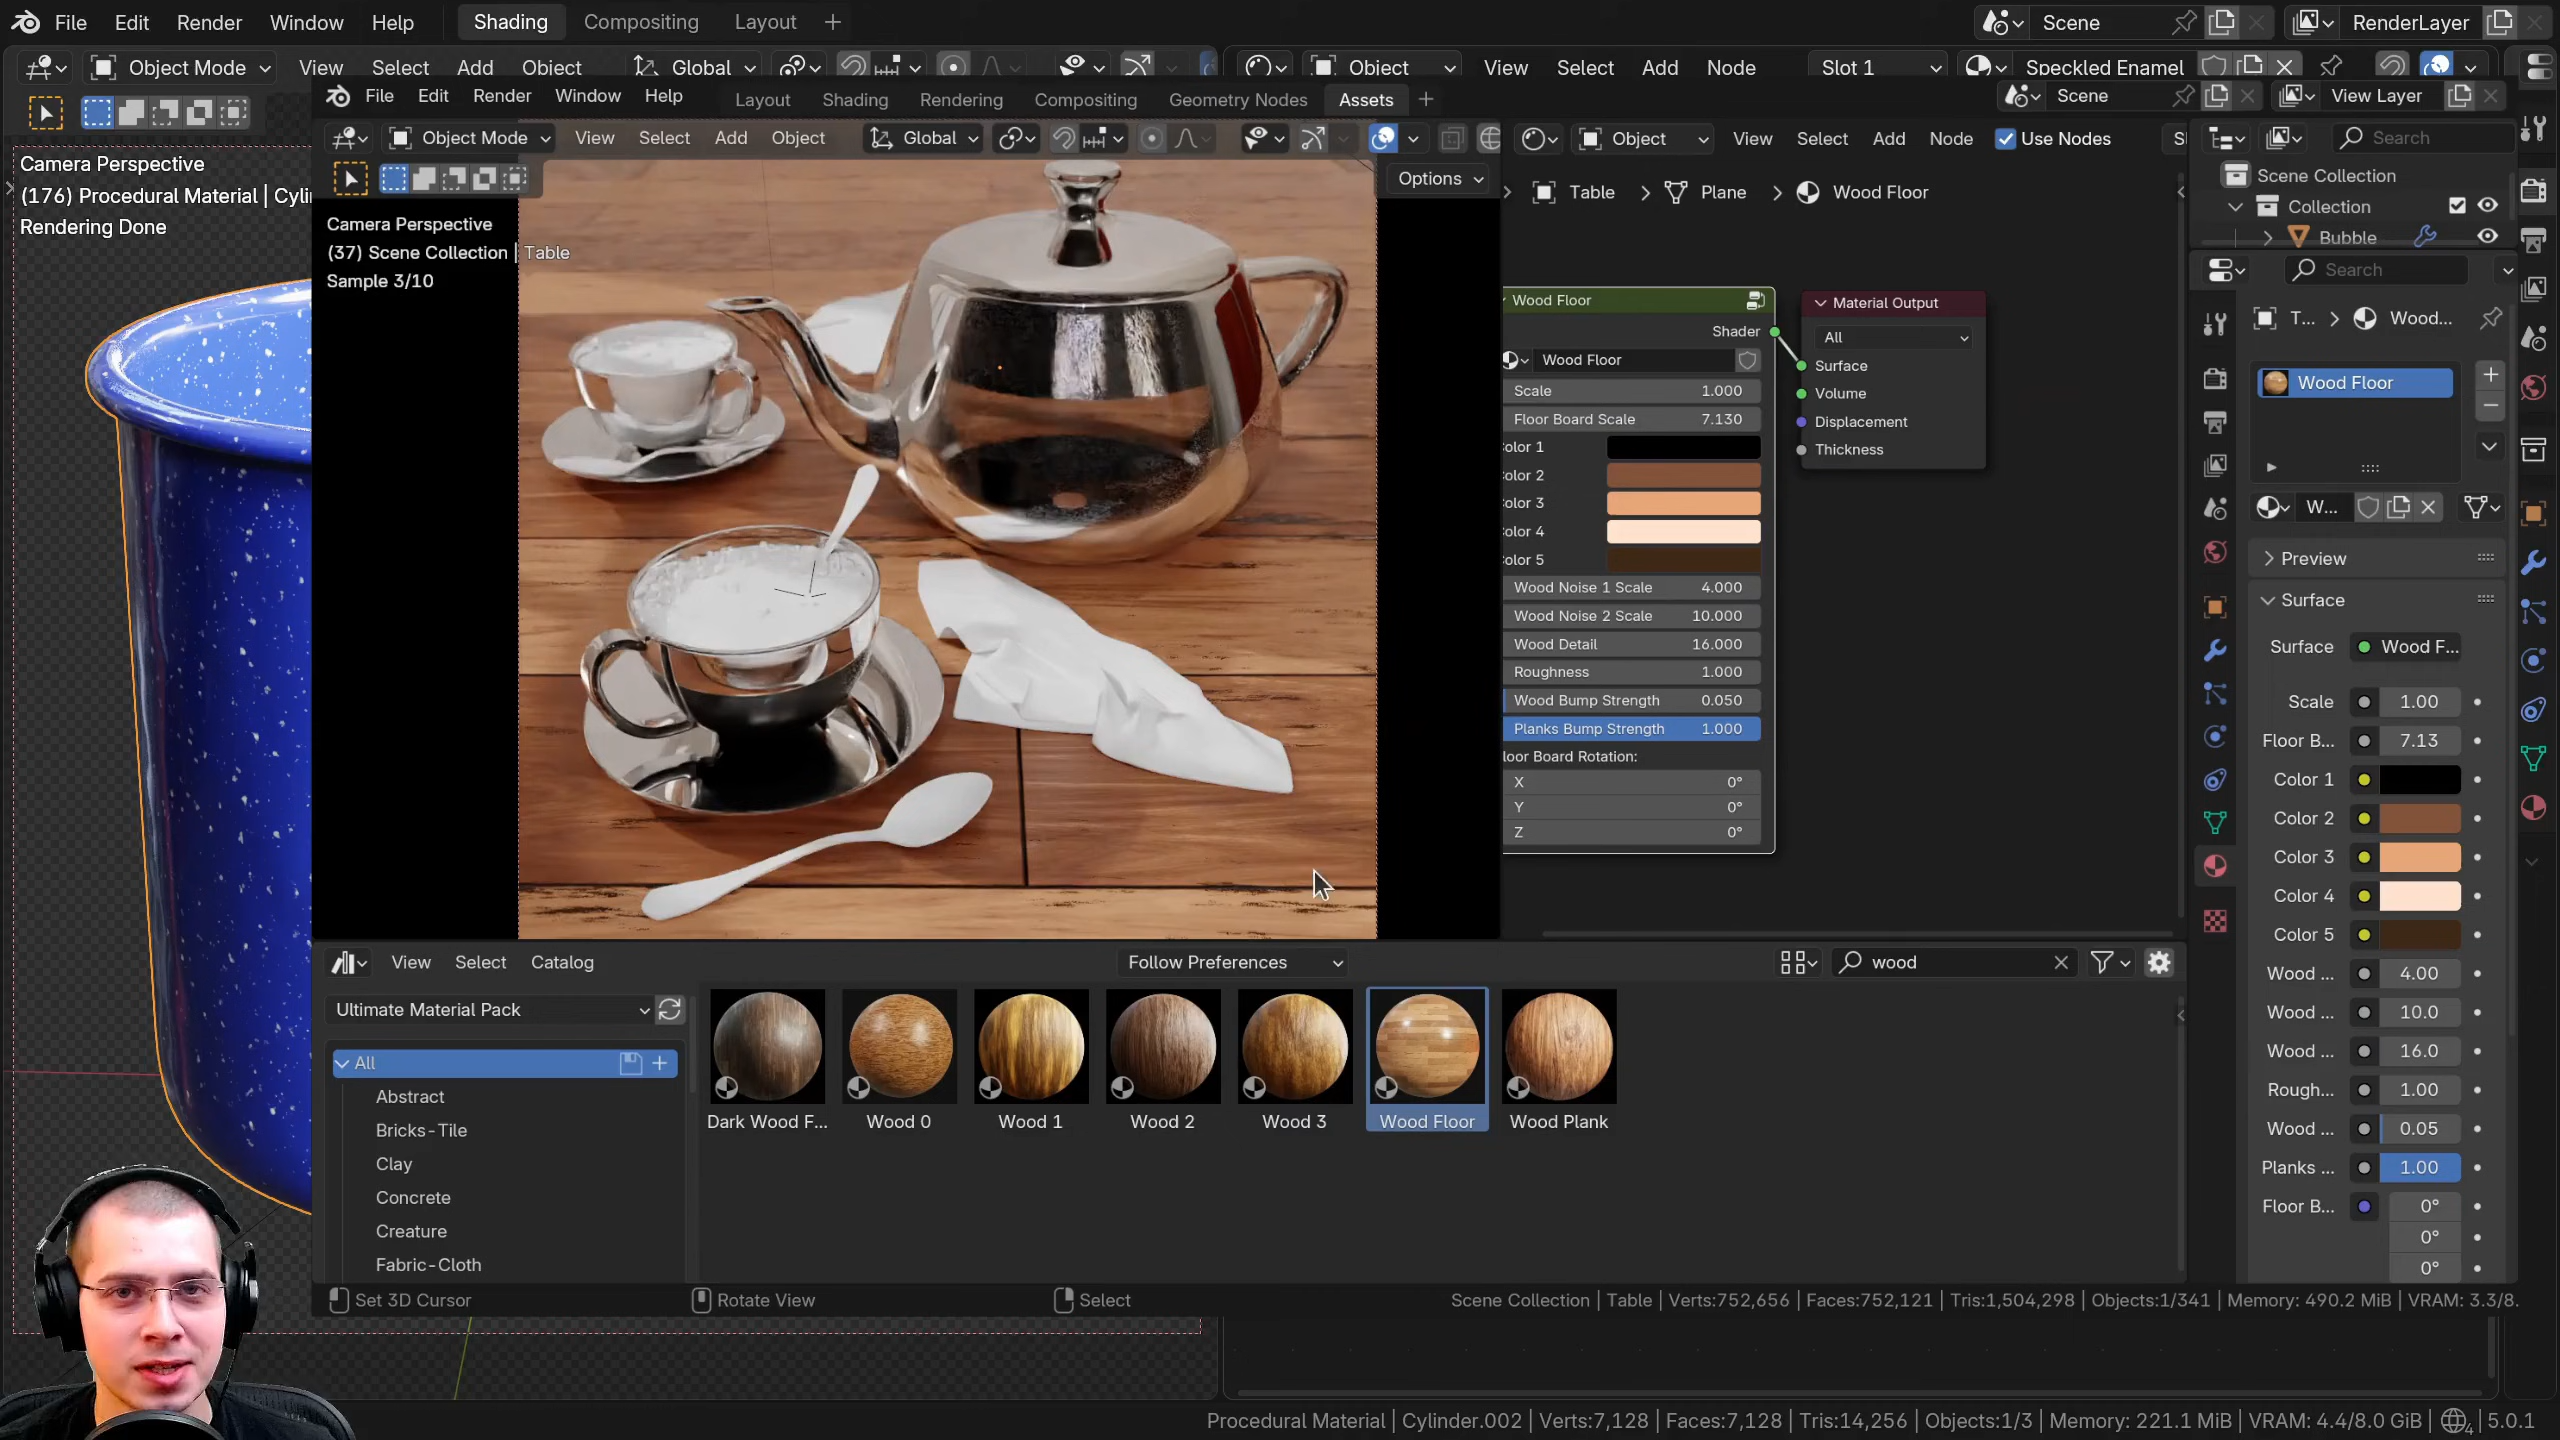 File Edit Render Window Help Shading Compositing Layout + Scene RenderLayer
Object Mode View Select Add Object Global Object View Select Add Node Slot 1 Speckled Enamel
File Edit Render Window Help Layout Shading Rendering Compositing Geometry Nodes Assets + Scene View Layer
Object Mode View Select Add Object Global Object View Select Add Node Use Nodes Search
Camera Perspective
(176) Procedural Material | Cyli
Rendering Done
Options
Camera Perspective
(37) Scene Collection | Table
Sample 3/10
Table > Plane > Wood Floor
Scene Collection
Collection
Bubble
Search
Wood Floor
Shader
Wood Floor
Scale 1.000
Floor Board Scale 7.130
olor 1
olor 2
olor 3
olor 4
olor 5
Wood Noise 1 Scale 4.000
Wood Noise 2 Scale 10.000
Wood Detail 16.000
Roughness 1.000
Wood Bump Strength 0.050
Planks Bump Strength 1.000
loor Board Rotation:
X 0°
Y 0°
Z 0°
Material Output
All
Surface
Volume
Displacement
Thickness
T... > Wood...
Wood Floor
W...
Preview
Surface
Surface Wood F...
Scale 1.00
Floor B... 7.13
Color 1
Color 2
Color 3
Color 4
Color 5
Wood ... 4.00
Wood ... 10.0
Wood ... 16.0
Rough... 1.00
Wood ... 0.05
Planks ... 1.00
Floor B... 0°
0°
0°
View Select Catalog Follow Preferences wood
Ultimate Material Pack
All
Abstract
Bricks-Tile
Clay
Concrete
Creature
Fabric-Cloth
Dark Wood F... Wood 0 Wood 1 Wood 2 Wood 3 Wood Floor Wood Plank
Set 3D Cursor Rotate View Select Scene Collection | Table | Verts:752,656 | Faces:752,121 | Tris:1,504,298 | Objects:1/341 | Memory: 490.2 MiB | VRAM: 3.3/8.
Procedural Material | Cylinder.002 | Verts:7,128 | Faces:7,128 | Tris:14,256 | Objects:1/3 | Memory: 221.1 MiB | VRAM: 4.4/8.0 GiB | 5.0.1